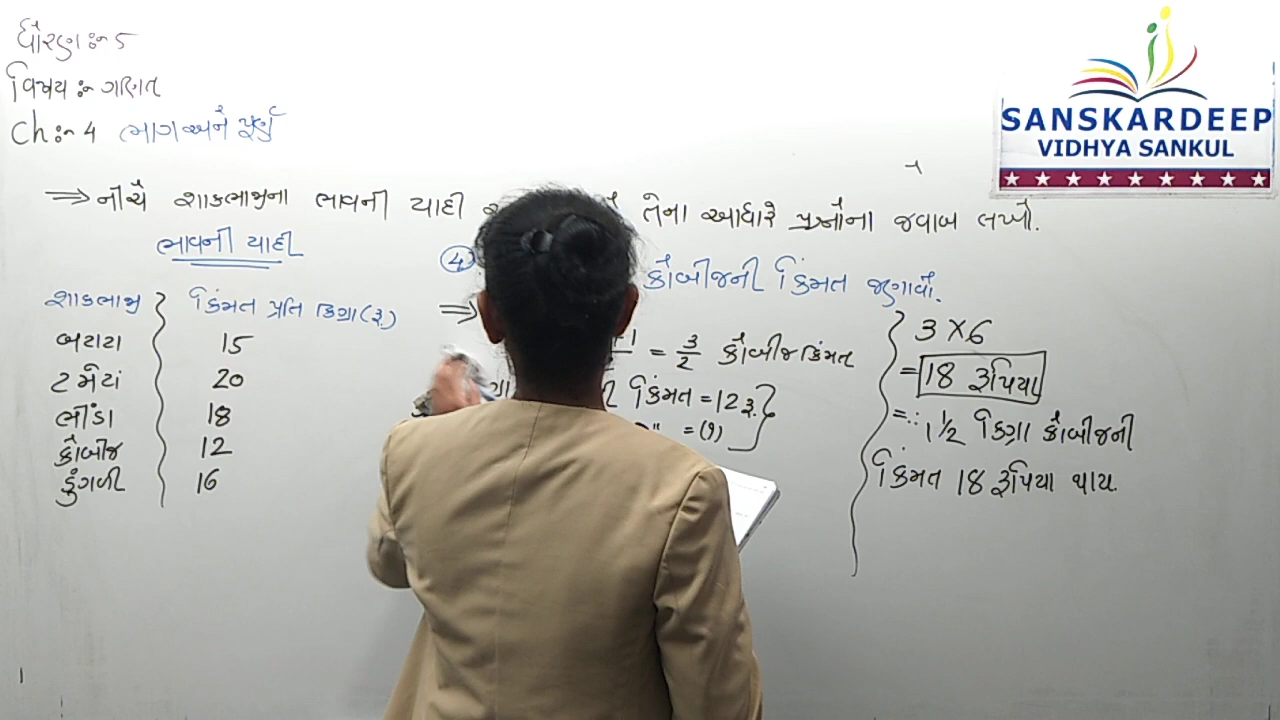 ધોરણ :- 5
વિષય :- ગણિત
Ch :- 4 ભાગ અને પૂર્ણ
SANSKARDEEP
VIDHYA SANKUL
⇒ નીચે શાકભાજીના ભાવની યાદી તેના આધારે પ્રશ્નોના જવાબ લખો.
ભાવની યાદી
શાકભાજી કિંમત પ્રતિ કિગ્રા (રૂ.)
બટાટા 15
ટમેટાં 20
ભીંડા 18
કોબીજ 12
ડુંગળી 16
④ કોબીજની કિંમત જણાવો.
⇒ = 3/2 કોબીજ કિંમત
કિંમત = 12 રૂ.
" = (?)
3 × 6
= 18 રૂપિયા
= ∴ 1 1/2 કિગ્રા કોબીજની
કિંમત 18 રૂપિયા થાય.